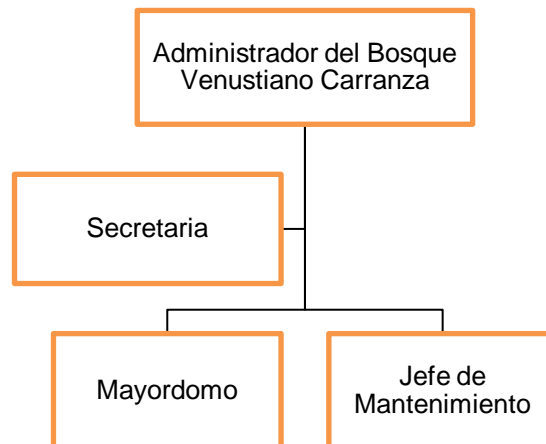 Administrador del Bosque
Venustiano Carranza
Secretaria
Mayordomo
Jefe de
Mantenimiento